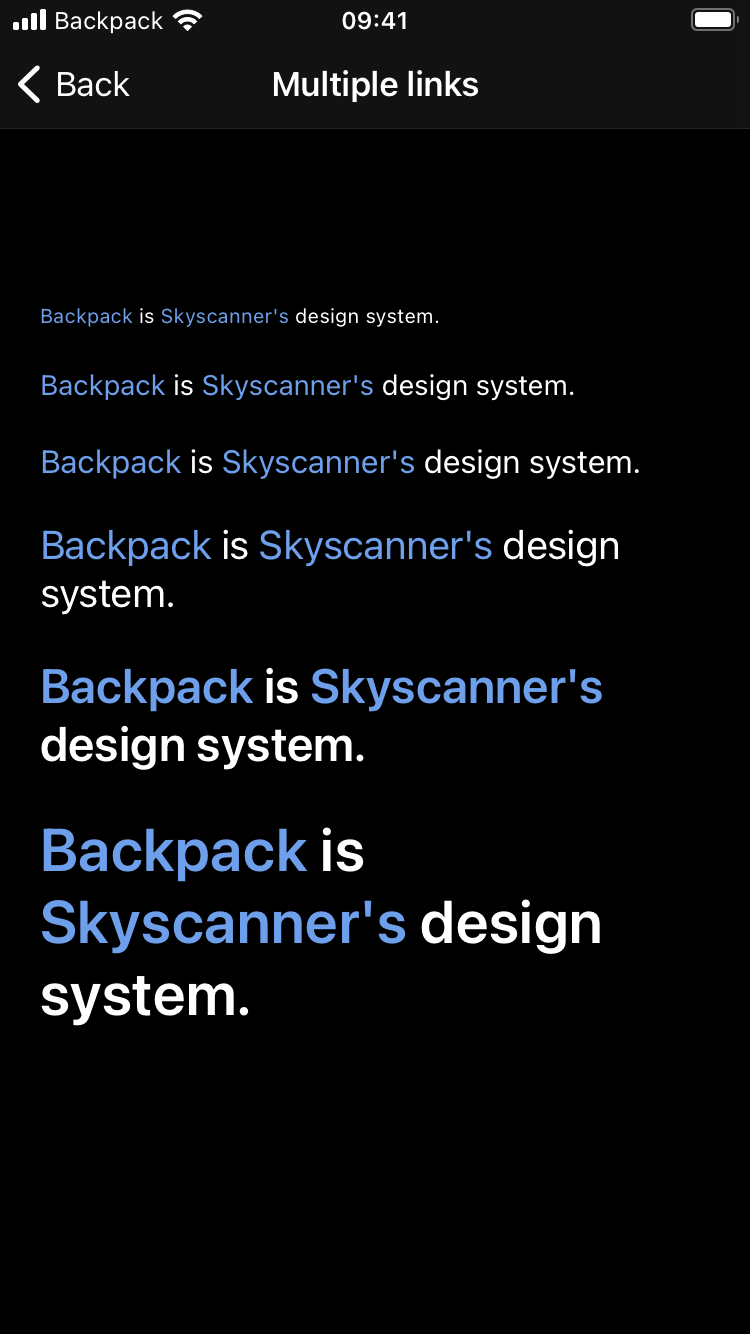 Backpack 09:41
Back Multiple links
Backpack is Skyscanner's design system.
Backpack is Skyscanner's design system.
Backpack is Skyscanner's design system.
Backpack is Skyscanner's design
system.
Backpack is Skyscanner's
design system.
Backpack is
Skyscanner's design
system.